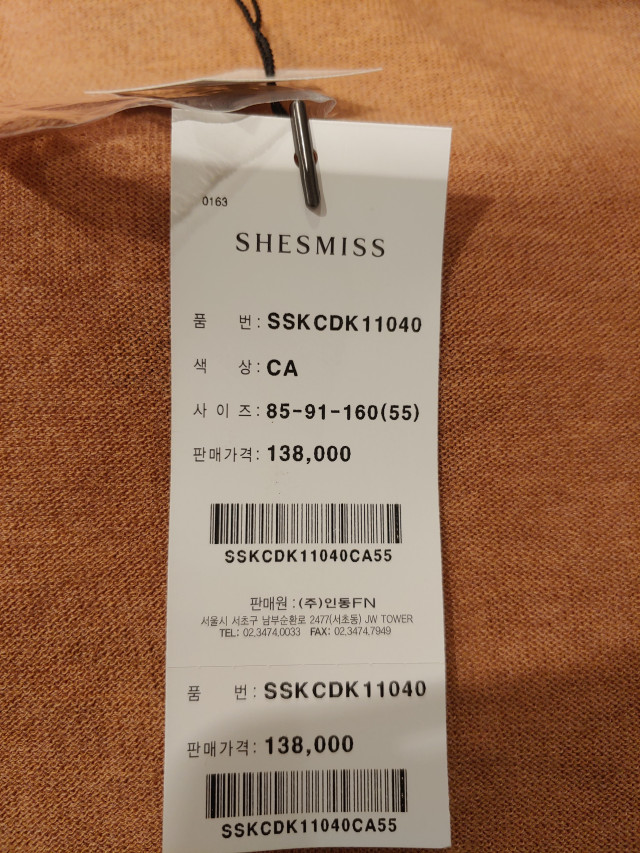 0163
SHESMISS
품 번: SSKCDK11040
색 상: CA
사 이 즈: 85-91-160(55)
판매가격: 138,000
SSKCDK11040CA55
판매원 : (주)인동FN
서울시 서초구 남부순환로 2477(서초동) JW TOWER
TEL: 02.3474.0033 FAX: 02.3474.7949
품 번: SSKCDK11040
판매가격: 138,000
SSKCDK11040CA55